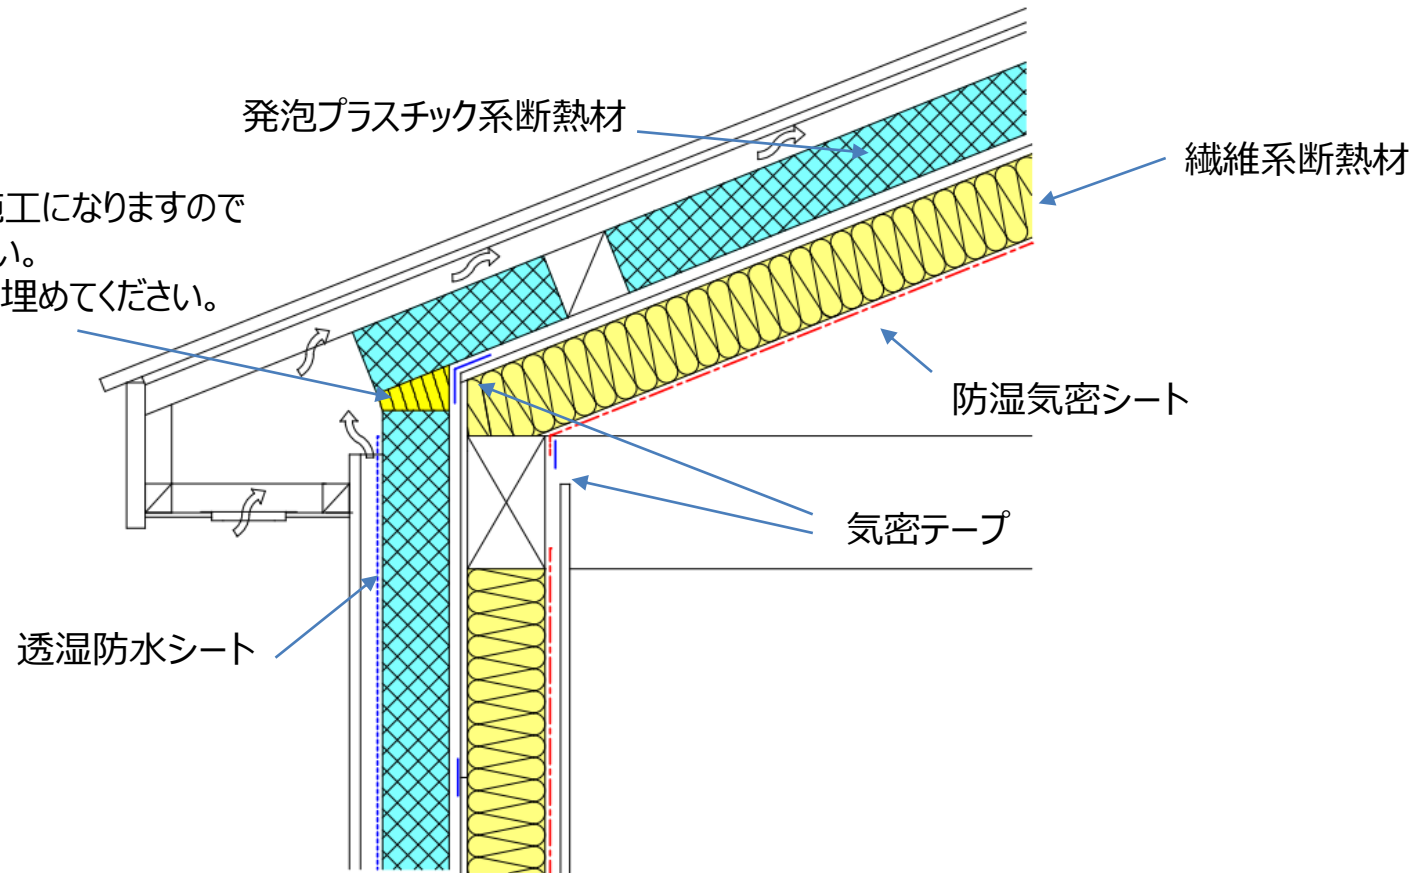 発泡プラスチック系断熱材
繊維系断熱材
施工になりますので
い。
埋めてください。
防湿気密シート
気密テープ
透湿防水シート